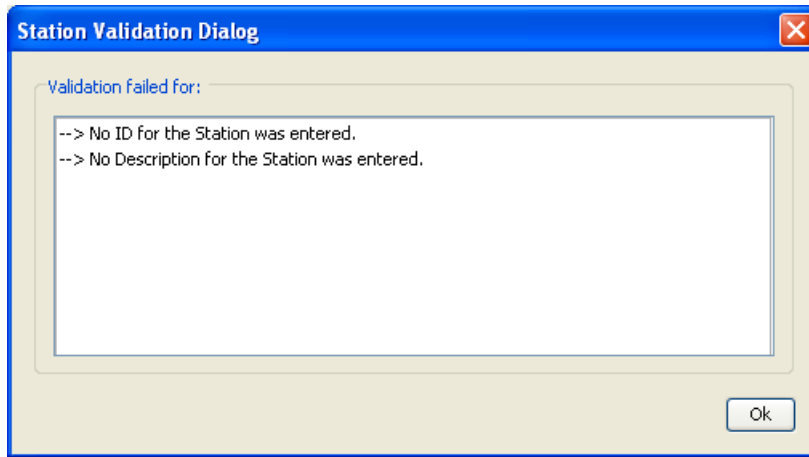 Station Validation Dialog
Validation failed for:
--> No ID for the Station was entered.
--> No Description for the Station was entered.
Ok